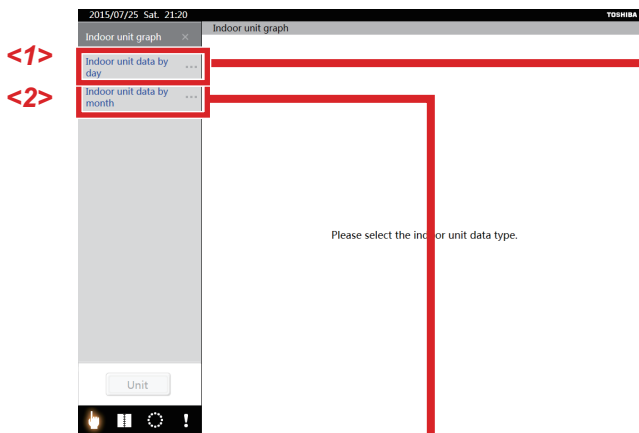 2015/07/25 Sat. 21:20
TOSHIBA
Indoor unit graph ×
Indoor unit graph
<1>
Indoor unit data by
day ...
<2>
Indoor unit data by
month ...
Please select the indoor unit data type.
Unit
!